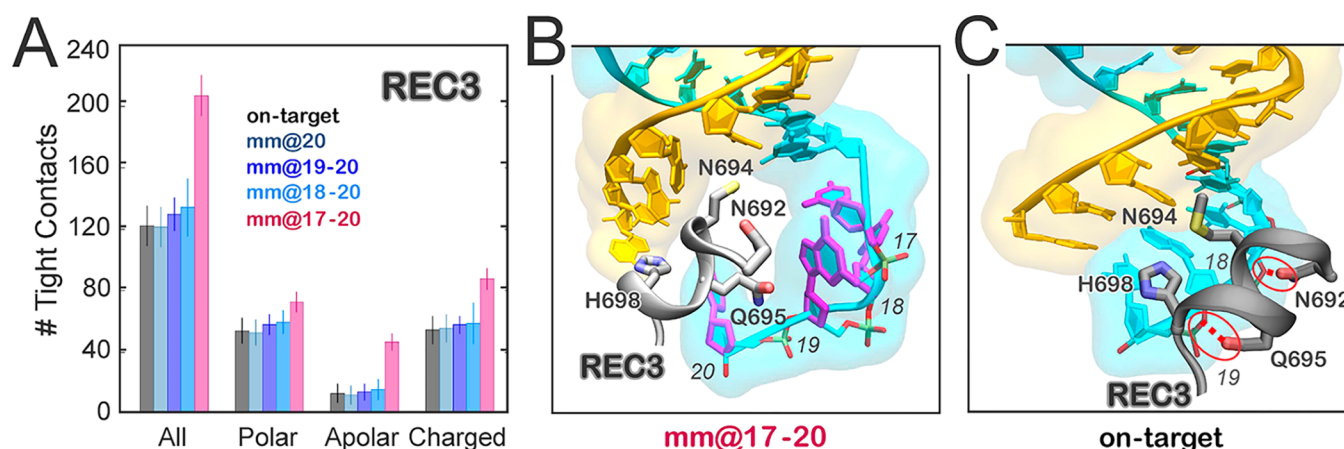 A
# Tight Contacts
240
200
160
120
80
40
0
REC3
on-target
mm@20
mm@19-20
mm@18-20
mm@17-20
All Polar Apolar Charged
B
N694
N692
H698
Q695
17
18
19
20
REC3
mm@17-20
C
N694
18
H698
N692
Q695
19
REC3
on-target